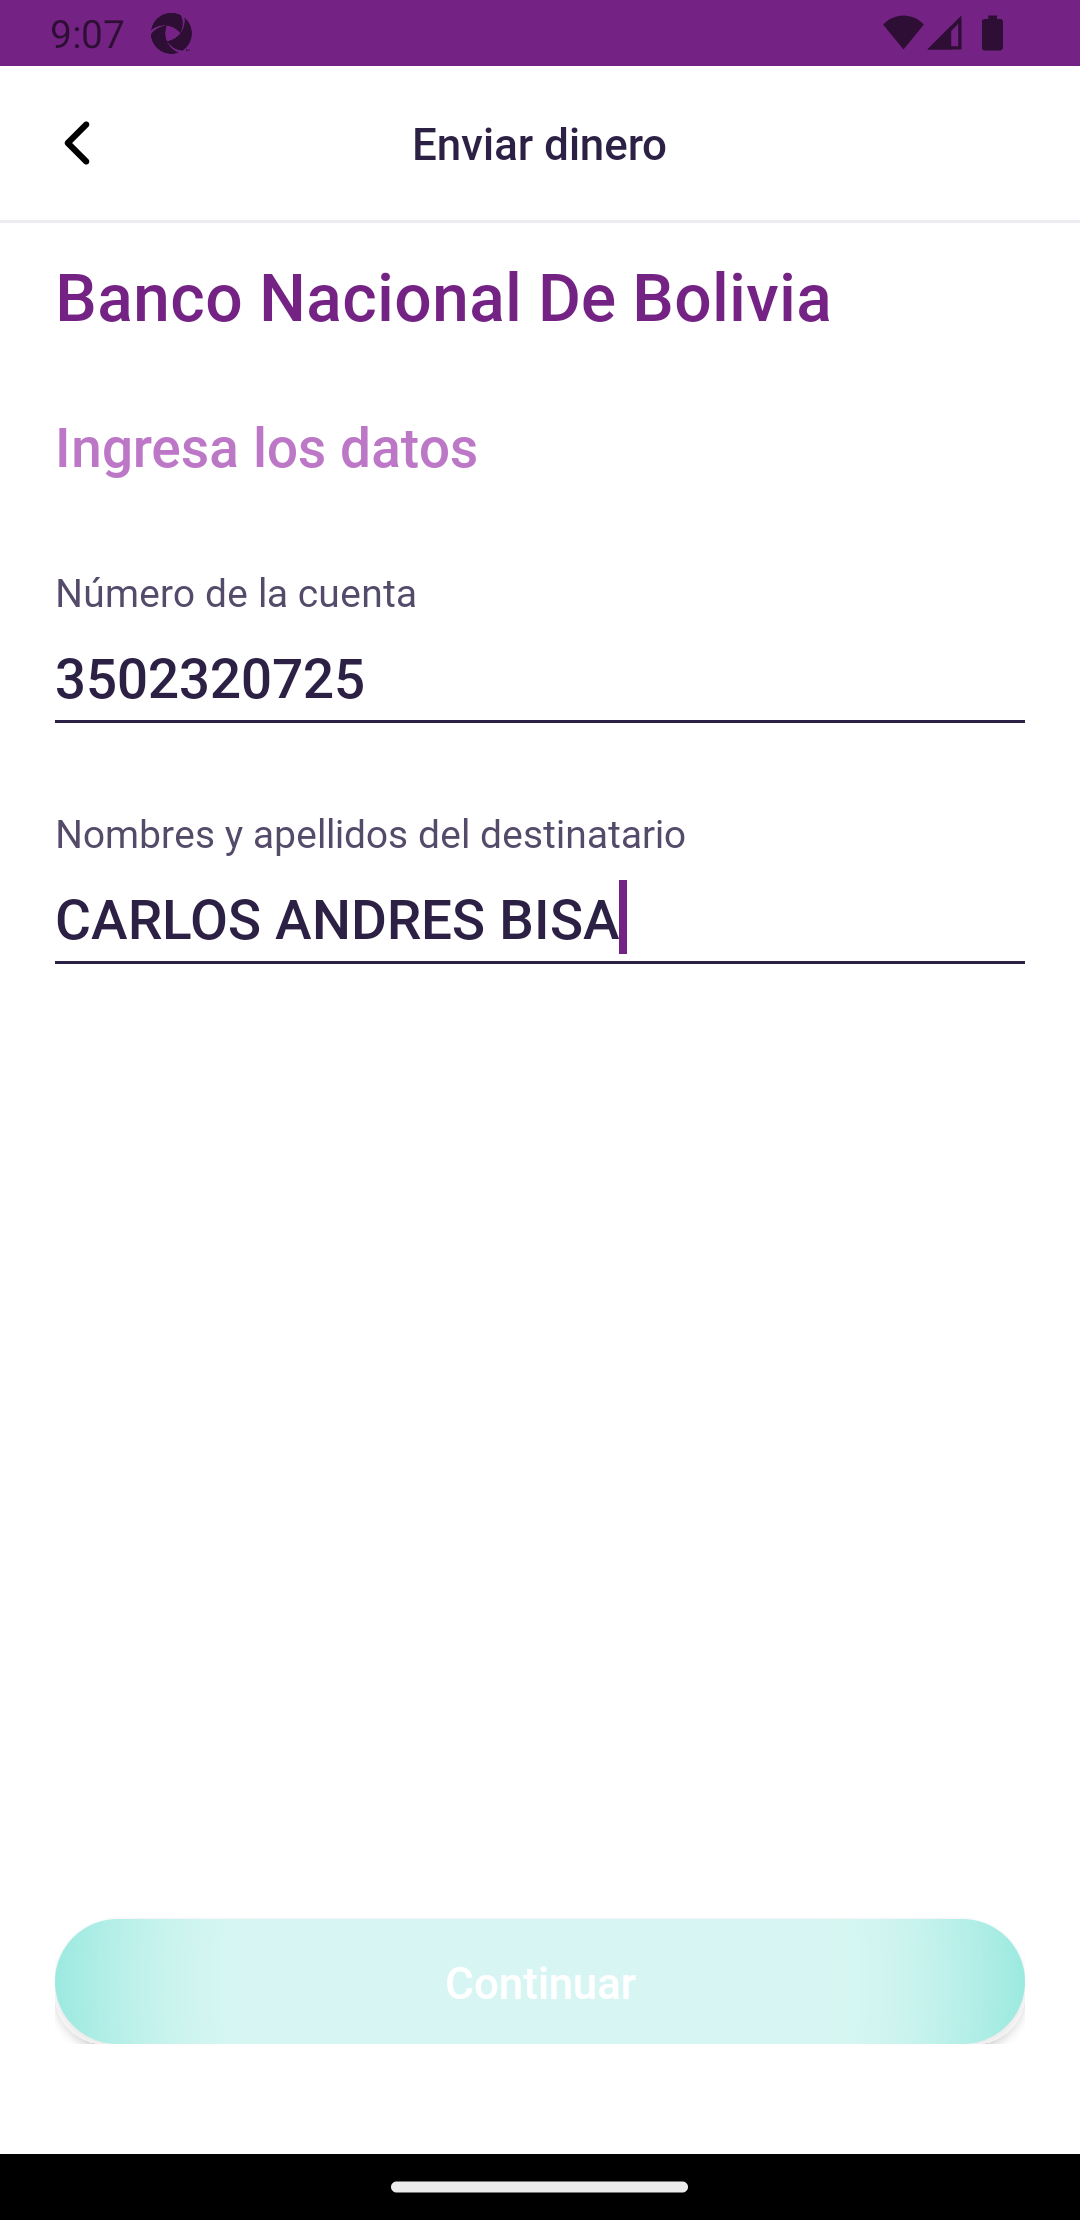 9:07
Enviar dinero
Banco Nacional De Bolivia
Ingresa los datos
Número de la cuenta
3502320725
Nombres y apellidos del destinatario
CARLOS ANDRES BISA
Continuar